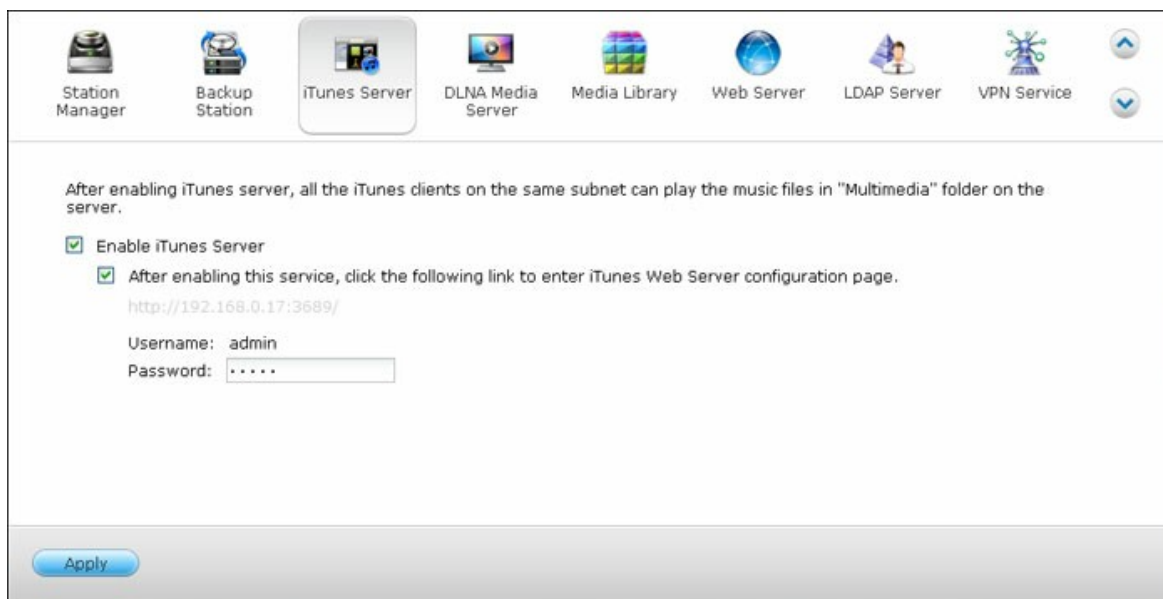 Station
Manager
Backup
Station
iTunes Server
DLNA Media
Server
Media Library
Web Server
LDAP Server
VPN Service
After enabling iTunes server, all the iTunes clients on the same subnet can play the music files in "Multimedia" folder on the
server.
Enable iTunes Server
After enabling this service, click the following link to enter iTunes Web Server configuration page.
http://192.168.0.17:3689/
Username: admin
Password: •••••
Apply